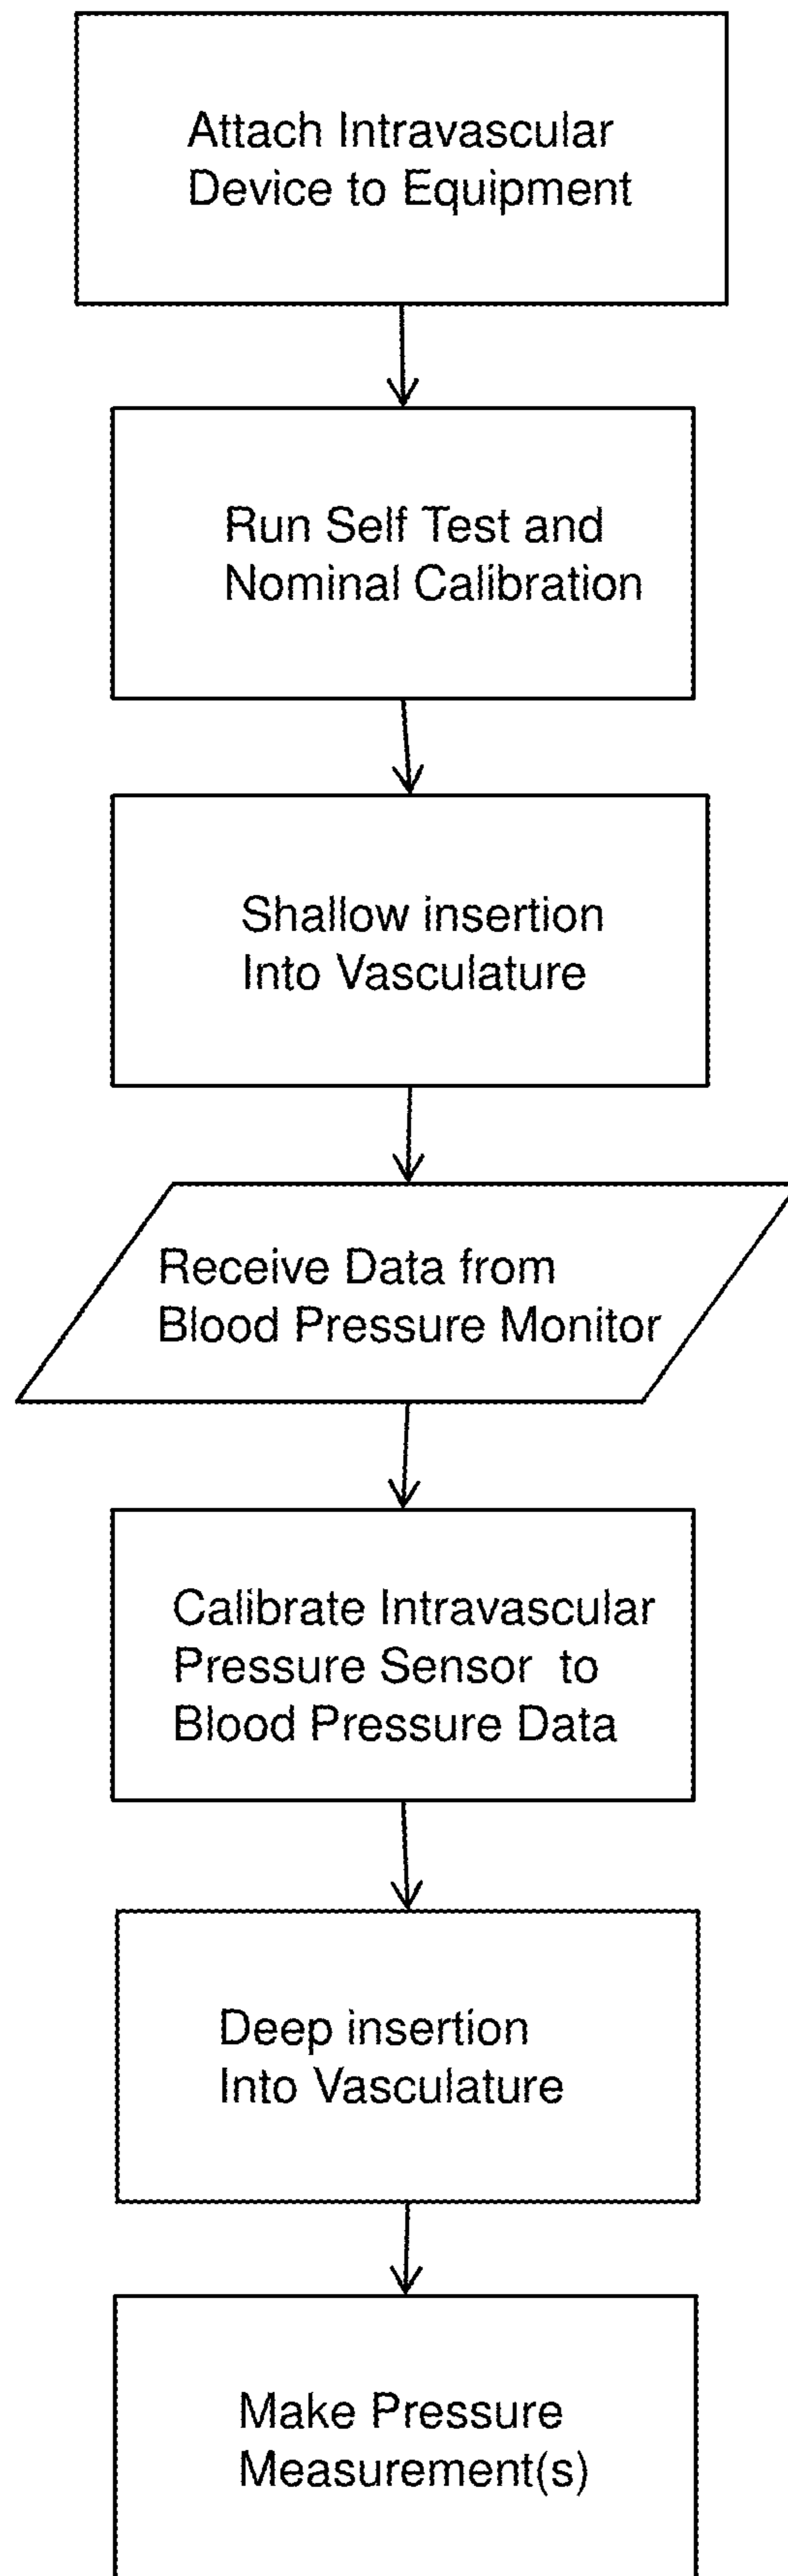 Attach Intravascular
Device to Equipment
Run Self Test and
Nominal Calibration
Shallow insertion
Into Vasculature
Receive Data from
Blood Pressure Monitor
Calibrate Intravascular
Pressure Sensor  to
Blood Pressure Data
Deep insertion
Into Vasculature
Make Pressure
Measurement(s)